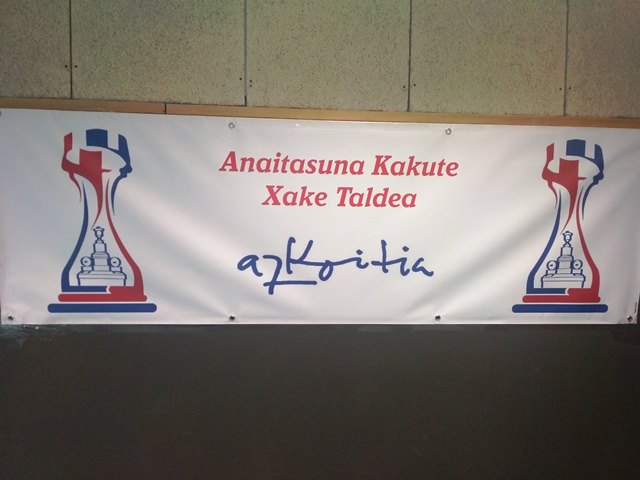 Anaitasuna Kakute
Xake Taldea
azkoitia